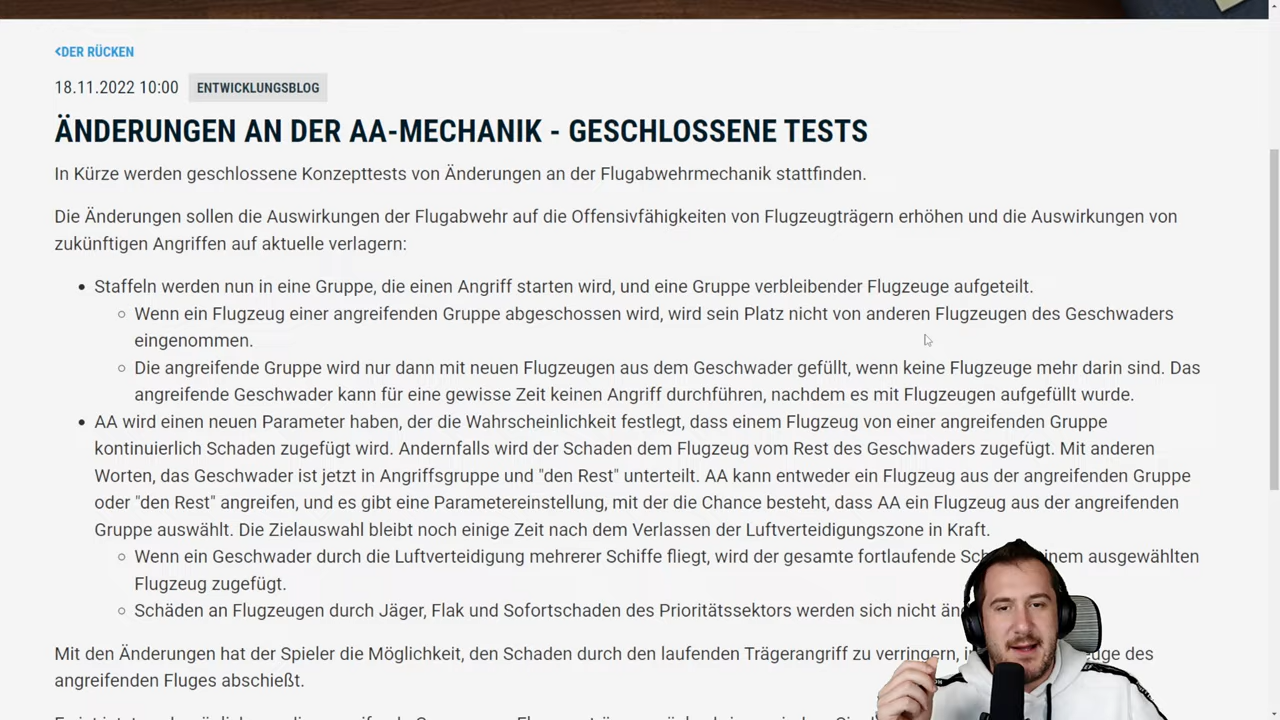 <DER RÜCKEN
18.11.2022 10:00 ENTWICKLUNGSBLOG
ÄNDERUNGEN AN DER AA-MECHANIK - GESCHLOSSENE TESTS
In Kürze werden geschlossene Konzepttests von Änderungen an der Flugabwehrmechanik stattfinden.
Die Änderungen sollen die Auswirkungen der Flugabwehr auf die Offensivfähigkeiten von Flugzeugträgern erhöhen und die Auswirkungen von
zukünftigen Angriffen auf aktuelle verlagern:
Staffeln werden nun in eine Gruppe, die einen Angriff starten wird, und eine Gruppe verbleibender Flugzeuge aufgeteilt.
Wenn ein Flugzeug einer angreifenden Gruppe abgeschossen wird, wird sein Platz nicht von anderen Flugzeugen des Geschwaders
eingenommen.
Die angreifende Gruppe wird nur dann mit neuen Flugzeugen aus dem Geschwader gefüllt, wenn keine Flugzeuge mehr darin sind. Das
angreifende Geschwader kann für eine gewisse Zeit keinen Angriff durchführen, nachdem es mit Flugzeugen aufgefüllt wurde.
AA wird einen neuen Parameter haben, der die Wahrscheinlichkeit festlegt, dass einem Flugzeug von einer angreifenden Gruppe
kontinuierlich Schaden zugefügt wird. Andernfalls wird der Schaden dem Flugzeug vom Rest des Geschwaders zugefügt. Mit anderen
Worten, das Geschwader ist jetzt in Angriffsgruppe und "den Rest" unterteilt. AA kann entweder ein Flugzeug aus der angreifenden Gruppe
oder "den Rest" angreifen, und es gibt eine Parametereinstellung, mit der die Chance besteht, dass AA ein Flugzeug aus der angreifenden
Gruppe auswählt. Die Zielauswahl bleibt noch einige Zeit nach dem Verlassen der Luftverteidigungszone in Kraft.
Wenn ein Geschwader durch die Luftverteidigung mehrerer Schiffe fliegt, wird der gesamte fortlaufende ausgewählten
Flugzeug zugefügt.
Schäden an Flugzeugen durch Jäger, Flak und Sofortschaden des Prioritätssektors werden sich nicht
Mit den Änderungen hat der Spieler die Möglichkeit, den Schaden durch den laufenden Trägerangriff zu verringern, des
angreifenden Fluges abschießt.